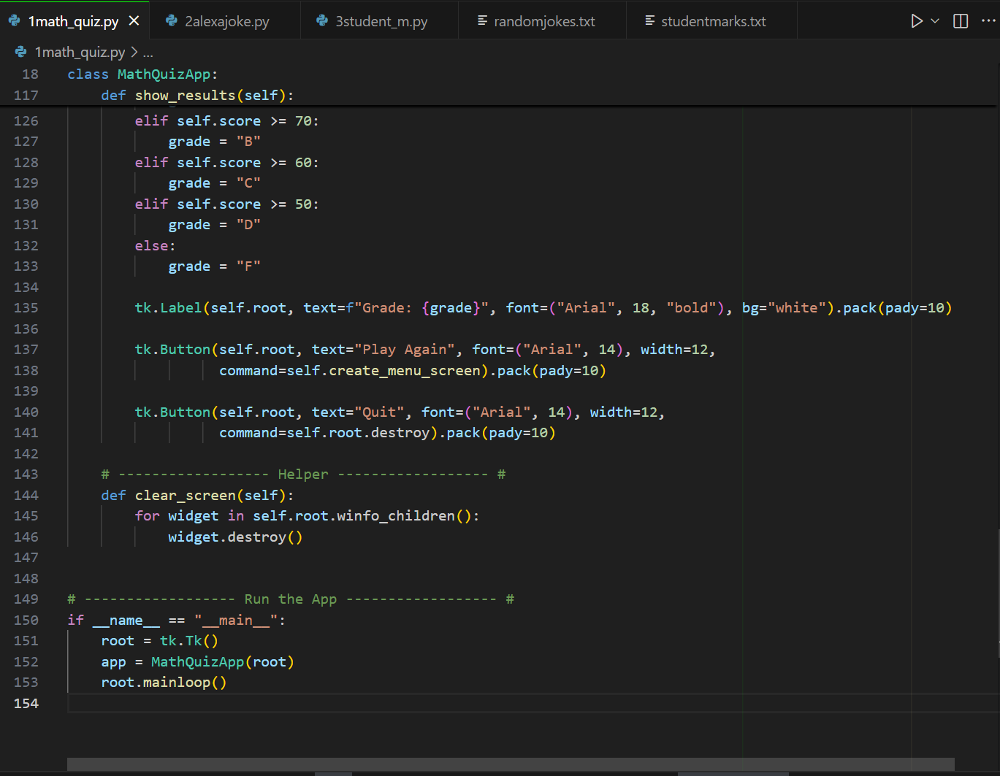 1math_quiz.py
2alexajoke.py
3student_m.py
randomjokes.txt
studentmarks.txt
1math_quiz.py > ...
18 class MathQuizApp:
117     def show_results(self):
126         elif self.score >= 70:
127             grade = "B"
128         elif self.score >= 60:
129             grade = "C"
130         elif self.score >= 50:
131             grade = "D"
132         else:
133             grade = "F"
134
135         tk.Label(self.root, text=f"Grade: {grade}", font=("Arial", 18, "bold"), bg="white").pack(pady=10)
136
137         tk.Button(self.root, text="Play Again", font=("Arial", 14), width=12,
138                   command=self.create_menu_screen).pack(pady=10)
139
140         tk.Button(self.root, text="Quit", font=("Arial", 14), width=12,
141                   command=self.root.destroy).pack(pady=10)
142
143     # ------------------ Helper ------------------ #
144     def clear_screen(self):
145         for widget in self.root.winfo_children():
146             widget.destroy()
147
148
149 # ------------------ Run the App ------------------ #
150 if __name__ == "__main__":
151     root = tk.Tk()
152     app = MathQuizApp(root)
153     root.mainloop()
154